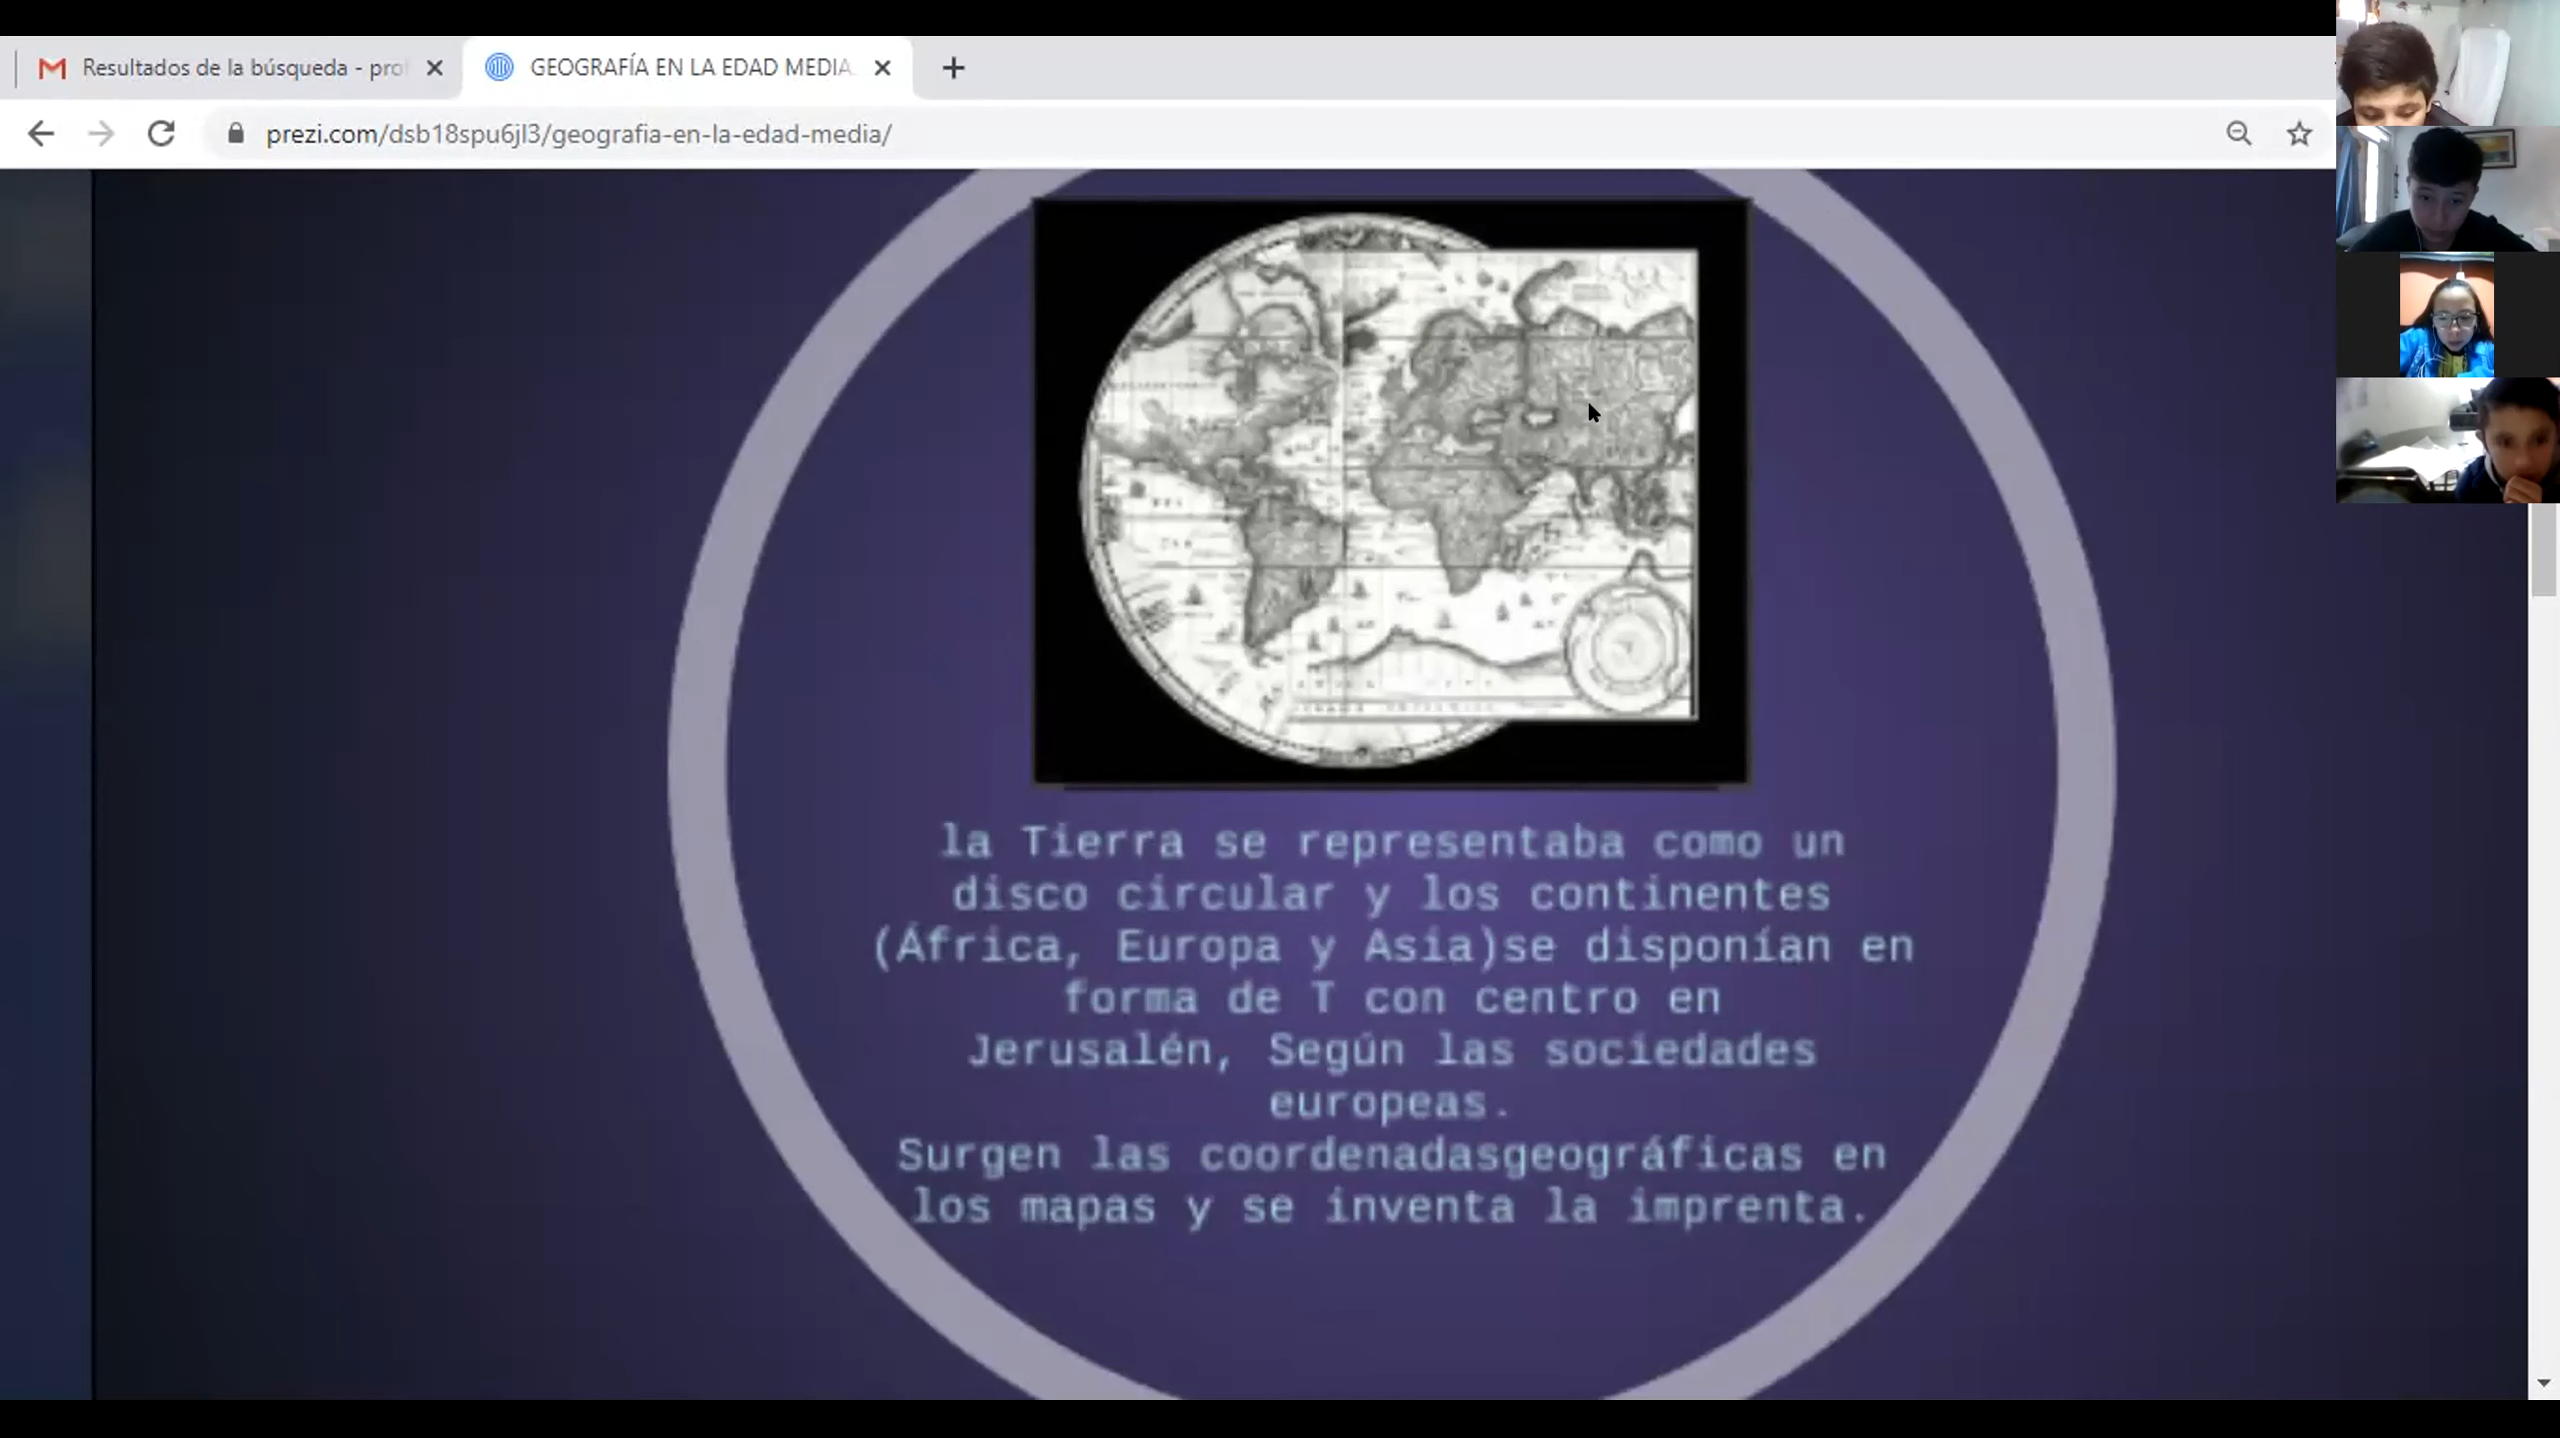 Resultados de la búsqueda - pro
GEOGRAFÍA EN LA EDAD MEDIA
prezi.com/dsb18spu6jl3/geografia-en-la-edad-media/
la Tierra se representaba como un
disco circular y los continentes
(África, Europa y Asia)se disponían en
forma de T con centro en
Jerusalén, Según las sociedades
europeas.
Surgen las coordenadasgeográficas en
los mapas y se inventa la imprenta.